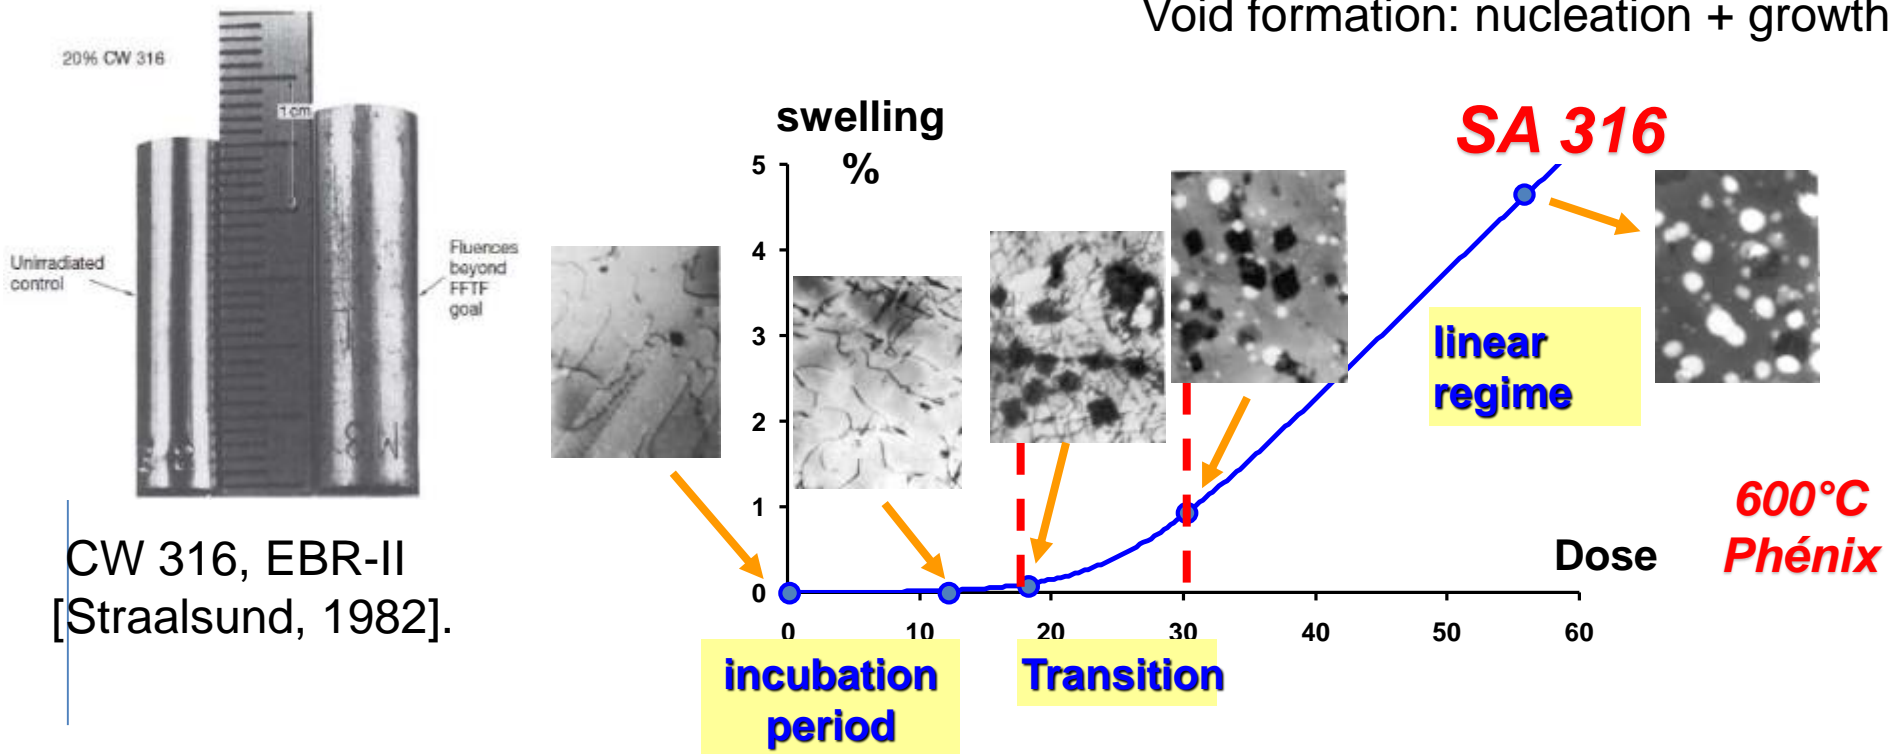 Void formation: nucleation + growth
20% CW 316
1 cm
Unirradiated
control
Fluences
beyond
FFTF
goal
CW 316, EBR-II
[Straalsund, 1982].
swelling
%
SA 316
5
4
3
2
1
0
linear
regime
600°C
Phénix
Dose
0 10 20 30 40 50 60
incubation
period
Transition